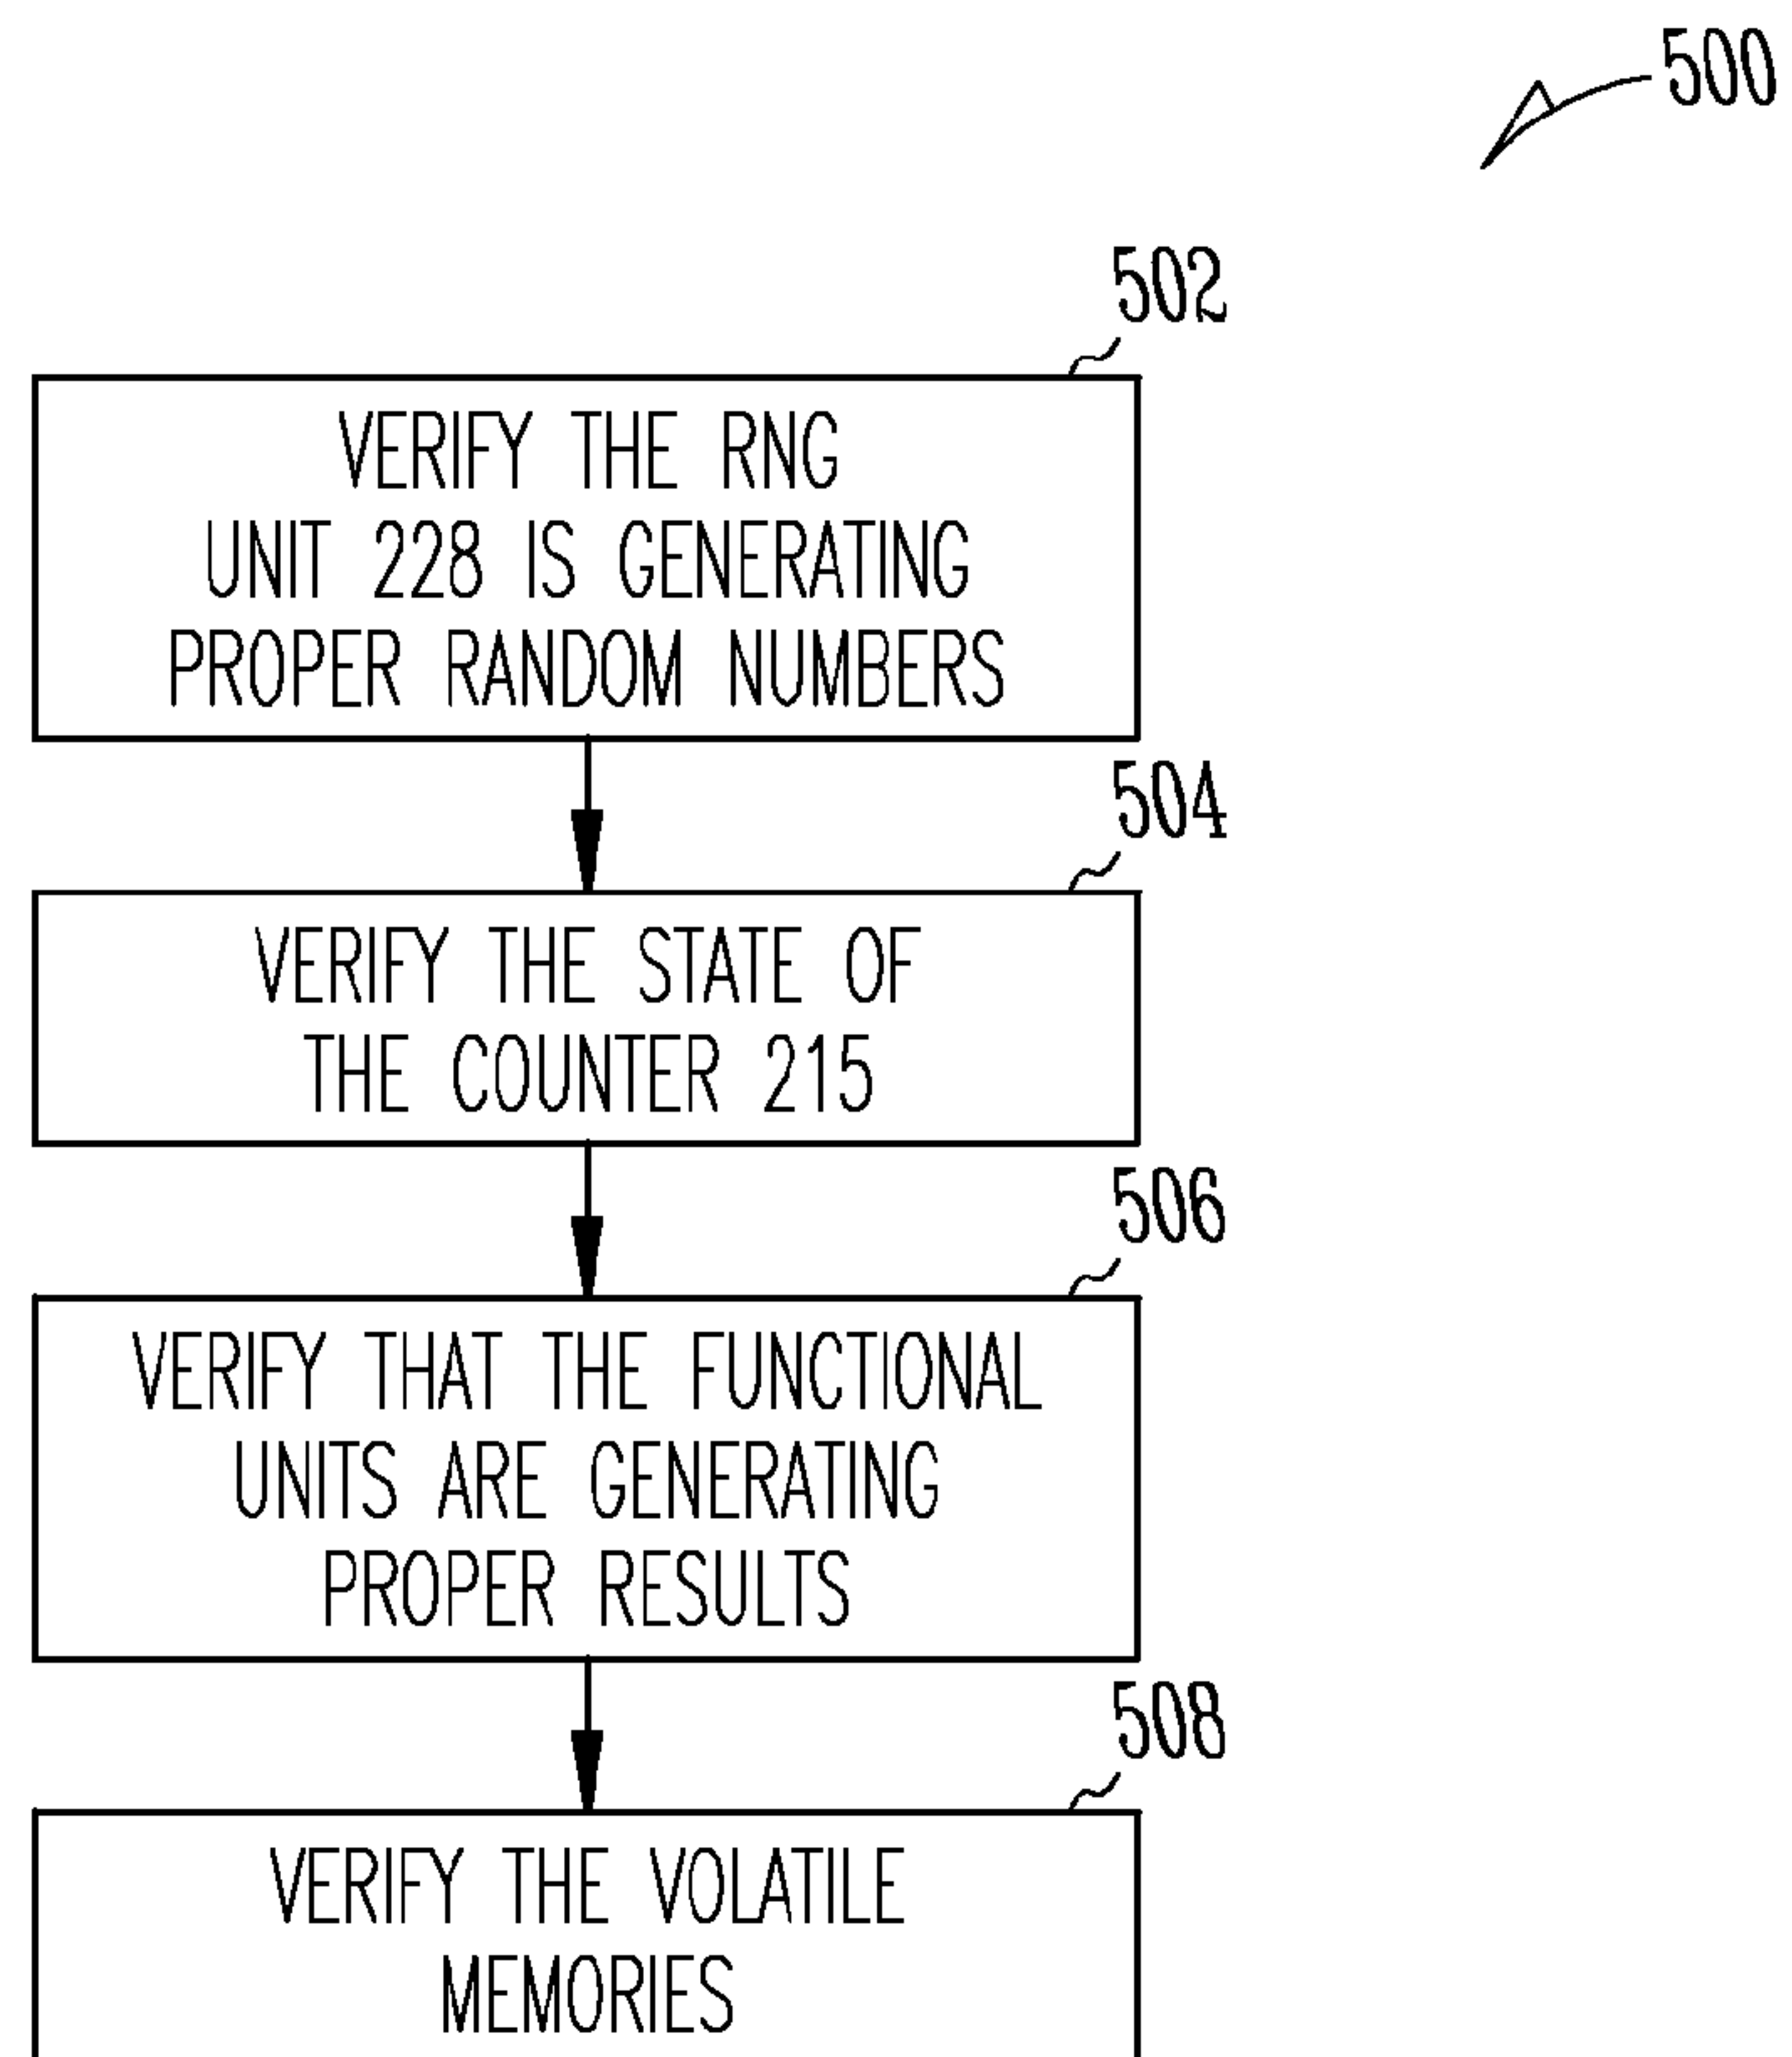 500
502
VERIFY THE RNG
UNIT 228 IS GENERATING
PROPER RANDOM NUMBERS
504
VERIFY THE STATE OF
THE COUNTER 215
506
VERIFY THAT THE FUNCTIONAL
UNITS ARE GENERATING
PROPER RESULTS
508
VERIFY THE VOLATILE
MEMORIES